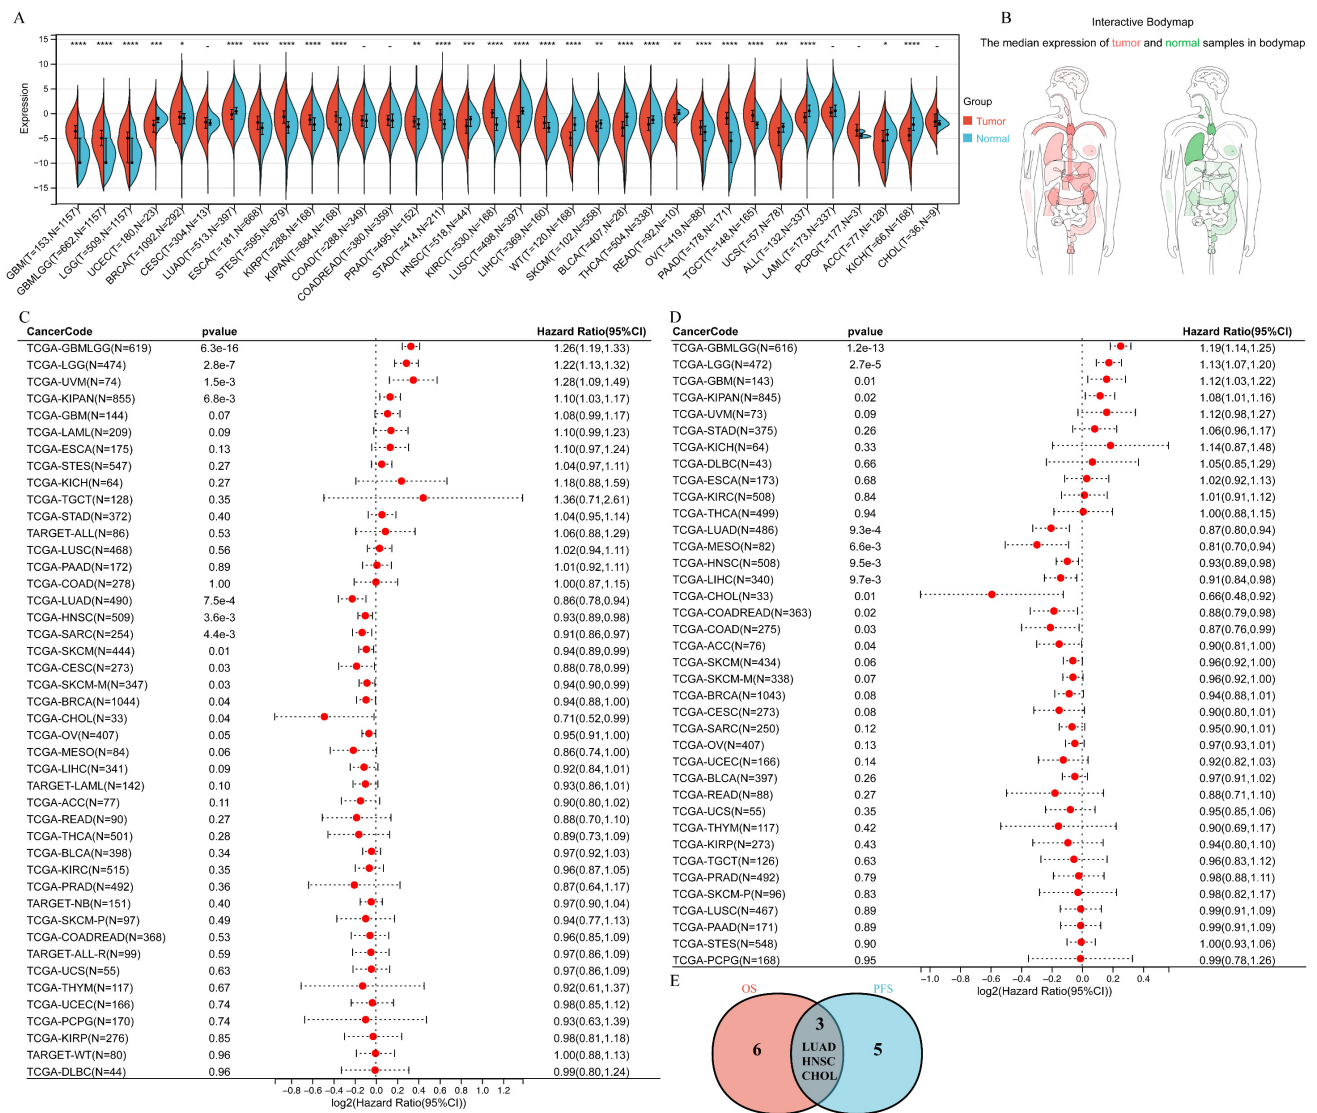 A
B
Interactive Bodymap
The median expression of tumor and normal samples in bodymap
**** **** **** *** * - **** **** **** **** **** - - ** **** *** **** **** **** **** ** **** **** ** **** **** **** *** **** - - * **** -
Expression
15
10
5
0
−5
−10
−15
Group
Tumor
Normal
GBM(T=153,N=1157)
GBMLGG(T=662,N=1157)
LGG(T=509,N=1157)
UCEC(T=180,N=23)
BRCA(T=1092,N=292)
CESC(T=304,N=13)
LUAD(T=513,N=397)
ESCA(T=181,N=668)
STES(T=595,N=879)
KIRP(T=288,N=168)
KIPAN(T=884,N=168)
COAD(T=288,N=349)
COADREAD(T=380,N=359)
PRAD(T=495,N=152)
STAD(T=414,N=211)
HNSC(T=518,N=44)
KIRC(T=530,N=168)
LUSC(T=498,N=397)
LIHC(T=369,N=160)
WT(T=120,N=168)
SKCM(T=102,N=558)
BLCA(T=407,N=28)
THCA(T=504,N=338)
READ(T=92,N=10)
OV(T=419,N=88)
PAAD(T=178,N=171)
TGCT(T=148,N=165)
UCS(T=57,N=78)
ALL(T=132,N=337)
LAML(T=173,N=337)
PCPG(T=177,N=3)
ACC(T=77,N=128)
KICH(T=66,N=168)
CHOL(T=36,N=9)
C
CancerCode pvalue Hazard Ratio(95%CI)
TCGA-GBMLGG(N=619) 6.3e-16 1.26(1.19,1.33)
TCGA-LGG(N=474) 2.8e-7 1.22(1.13,1.32)
TCGA-UVM(N=74) 1.5e-3 1.28(1.09,1.49)
TCGA-KIPAN(N=855) 6.8e-3 1.10(1.03,1.17)
TCGA-GBM(N=144) 0.07 1.08(0.99,1.17)
TCGA-LAML(N=209) 0.09 1.10(0.99,1.23)
TCGA-ESCA(N=175) 0.13 1.10(0.97,1.24)
TCGA-STES(N=547) 0.27 1.04(0.97,1.11)
TCGA-KICH(N=64) 0.27 1.18(0.88,1.59)
TCGA-TGCT(N=128) 0.35 1.36(0.71,2.61)
TCGA-STAD(N=372) 0.40 1.04(0.95,1.14)
TARGET-ALL(N=86) 0.53 1.06(0.88,1.29)
TCGA-LUSC(N=468) 0.56 1.02(0.94,1.11)
TCGA-PAAD(N=172) 0.89 1.01(0.92,1.11)
TCGA-COAD(N=278) 1.00 1.00(0.87,1.15)
TCGA-LUAD(N=490) 7.5e-4 0.86(0.78,0.94)
TCGA-HNSC(N=509) 3.6e-3 0.93(0.89,0.98)
TCGA-SARC(N=254) 4.4e-3 0.91(0.86,0.97)
TCGA-SKCM(N=444) 0.01 0.94(0.89,0.99)
TCGA-CESC(N=273) 0.03 0.88(0.78,0.99)
TCGA-SKCM-M(N=347) 0.03 0.94(0.90,0.99)
TCGA-BRCA(N=1044) 0.04 0.94(0.88,1.00)
TCGA-CHOL(N=33) 0.04 0.71(0.52,0.99)
TCGA-OV(N=407) 0.05 0.95(0.91,1.00)
TCGA-MESO(N=84) 0.06 0.86(0.74,1.00)
TCGA-LIHC(N=341) 0.09 0.92(0.84,1.01)
TARGET-LAML(N=142) 0.10 0.93(0.86,1.01)
TCGA-ACC(N=77) 0.11 0.90(0.80,1.02)
TCGA-READ(N=90) 0.27 0.88(0.70,1.10)
TCGA-THCA(N=501) 0.28 0.89(0.73,1.09)
TCGA-BLCA(N=398) 0.34 0.97(0.92,1.03)
TCGA-KIRC(N=515) 0.35 0.96(0.87,1.05)
TCGA-PRAD(N=492) 0.36 0.87(0.64,1.17)
TARGET-NB(N=151) 0.40 0.97(0.90,1.04)
TCGA-SKCM-P(N=97) 0.49 0.94(0.77,1.13)
TCGA-COADREAD(N=368) 0.53 0.96(0.85,1.09)
TARGET-ALL-R(N=99) 0.59 0.97(0.86,1.09)
TCGA-UCS(N=55) 0.63 0.97(0.86,1.09)
TCGA-THYM(N=117) 0.67 0.92(0.61,1.37)
TCGA-UCEC(N=166) 0.74 0.98(0.85,1.12)
TCGA-PCPG(N=170) 0.74 0.93(0.63,1.39)
TCGA-KIRP(N=276) 0.85 0.98(0.81,1.18)
TARGET-WT(N=80) 0.96 1.00(0.88,1.13)
TCGA-DLBC(N=44) 0.96 0.99(0.80,1.24)
−0.8 −0.6 −0.4 −0.2 0.0 0.2 0.4 0.6 0.8 1.0 1.2
log2(Hazard Ratio(95%CI))
D
CancerCode pvalue Hazard Ratio(95%CI)
TCGA-GBMLGG(N=616) 1.2e-13 1.19(1.14,1.25)
TCGA-LGG(N=472) 2.7e-5 1.13(1.07,1.20)
TCGA-GBM(N=143) 0.01 1.12(1.03,1.22)
TCGA-KIPAN(N=845) 0.02 1.08(1.01,1.16)
TCGA-UVM(N=73) 0.09 1.12(0.98,1.27)
TCGA-STAD(N=375) 0.26 1.06(0.96,1.17)
TCGA-KICH(N=64) 0.33 1.14(0.87,1.48)
TCGA-DLBC(N=43) 0.66 1.05(0.85,1.29)
TCGA-ESCA(N=173) 0.68 1.02(0.92,1.13)
TCGA-KIRC(N=508) 0.84 1.01(0.91,1.12)
TCGA-THCA(N=499) 0.94 1.00(0.88,1.15)
TCGA-LUAD(N=486) 9.3e-4 0.87(0.80,0.94)
TCGA-MESO(N=82) 6.6e-3 0.81(0.70,0.94)
TCGA-HNSC(N=508) 9.5e-3 0.93(0.89,0.98)
TCGA-LIHC(N=340) 9.7e-3 0.91(0.84,0.98)
TCGA-CHOL(N=33) 0.01 0.66(0.48,0.92)
TCGA-COADREAD(N=363) 0.02 0.88(0.79,0.98)
TCGA-COAD(N=275) 0.03 0.87(0.76,0.99)
TCGA-ACC(N=76) 0.04 0.90(0.81,1.00)
TCGA-SKCM(N=434) 0.06 0.96(0.92,1.00)
TCGA-SKCM-M(N=338) 0.07 0.96(0.92,1.00)
TCGA-BRCA(N=1043) 0.08 0.94(0.88,1.01)
TCGA-CESC(N=273) 0.08 0.90(0.80,1.01)
TCGA-SARC(N=250) 0.12 0.95(0.90,1.01)
TCGA-OV(N=407) 0.13 0.97(0.93,1.01)
TCGA-UCEC(N=166) 0.14 0.92(0.82,1.03)
TCGA-BLCA(N=397) 0.26 0.97(0.91,1.02)
TCGA-READ(N=88) 0.27 0.88(0.71,1.10)
TCGA-UCS(N=55) 0.35 0.95(0.85,1.06)
TCGA-THYM(N=117) 0.42 0.90(0.69,1.17)
TCGA-KIRP(N=273) 0.43 0.94(0.80,1.10)
TCGA-TGCT(N=126) 0.63 0.96(0.83,1.12)
TCGA-PRAD(N=492) 0.79 0.98(0.88,1.11)
TCGA-SKCM-P(N=96) 0.83 0.98(0.82,1.17)
TCGA-LUSC(N=467) 0.89 0.99(0.91,1.09)
TCGA-PAAD(N=171) 0.89 0.99(0.91,1.09)
TCGA-STES(N=548) 0.90 1.00(0.93,1.06)
TCGA-PCPG(N=168) 0.95 0.99(0.78,1.26)
−1.0 −0.8 −0.6 −0.4 −0.2 0.0 0.2 0.4
log2(Hazard Ratio(95%CI))
E
OS PFS
3
6 5
LUAD
HNSC
CHOL